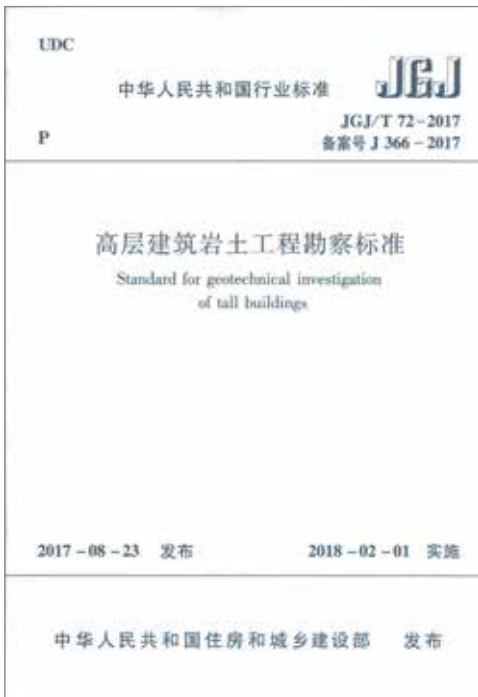 UDC
中华人民共和国行业标准
JGJ
JGJ/T 72-2017
P
备案号 J 366-2017
高层建筑岩土工程勘察标准
Standard for geotechnical investigation
of tall buildings
2017-08-23 发布
2018-02-01 实施
中华人民共和国住房和城乡建设部 发布